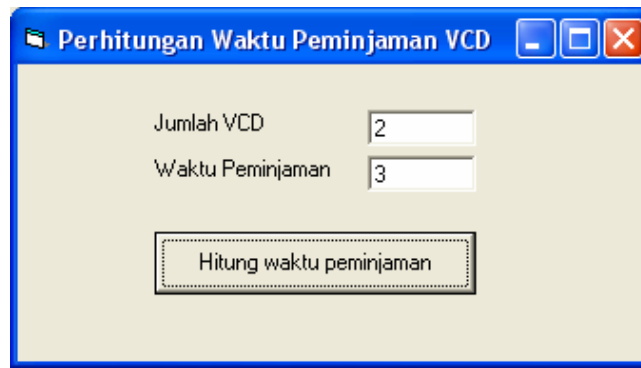 Perhitungan Waktu Peminjaman VCD
Jumlah VCD 2
Waktu Peminjaman 3
Hitung waktu peminjaman